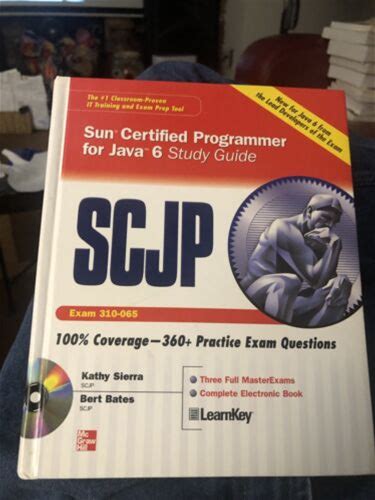 The #1 Classroom-Proven
IT Training and Exam Prep Tool
Now for Java 6 from
the Lead Developers of the Exam
Sun™ Certified Programmer
for Java™ 6 Study Guide
SCJP
Exam 310-065
100% Coverage—360+ Practice Exam Questions
Kathy Sierra
SCJP
Bert Bates
SCJP
Three Full MasterExams
Complete Electronic Book
LearnKey
Mc
Graw
Hill